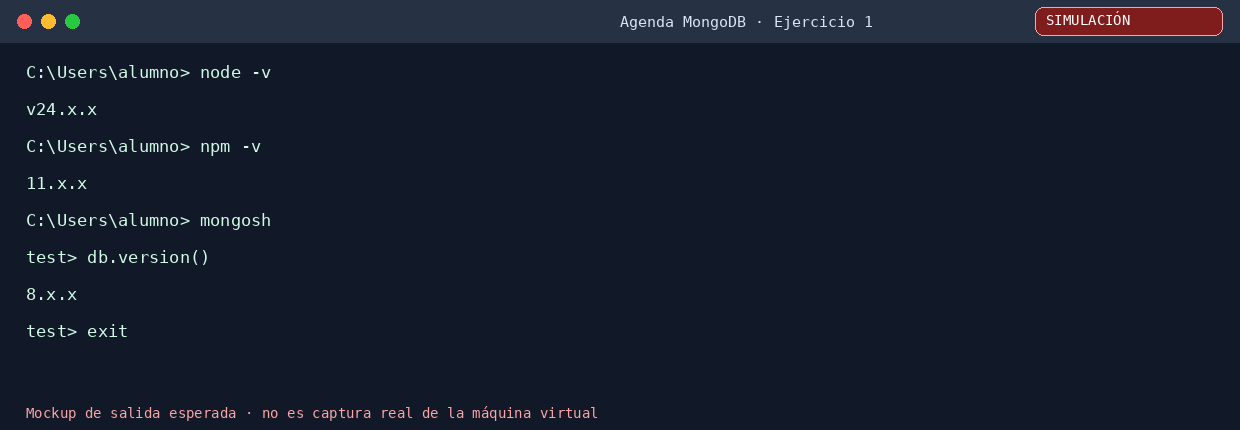 Agenda MongoDB · Ejercicio 1
SIMULACIÓN
C:\Users\alumno> node -v
v24.x.x
C:\Users\alumno> npm -v
11.x.x
C:\Users\alumno> mongosh
test> db.version()
8.x.x
test> exit
Mockup de salida esperada · no es captura real de la máquina virtual